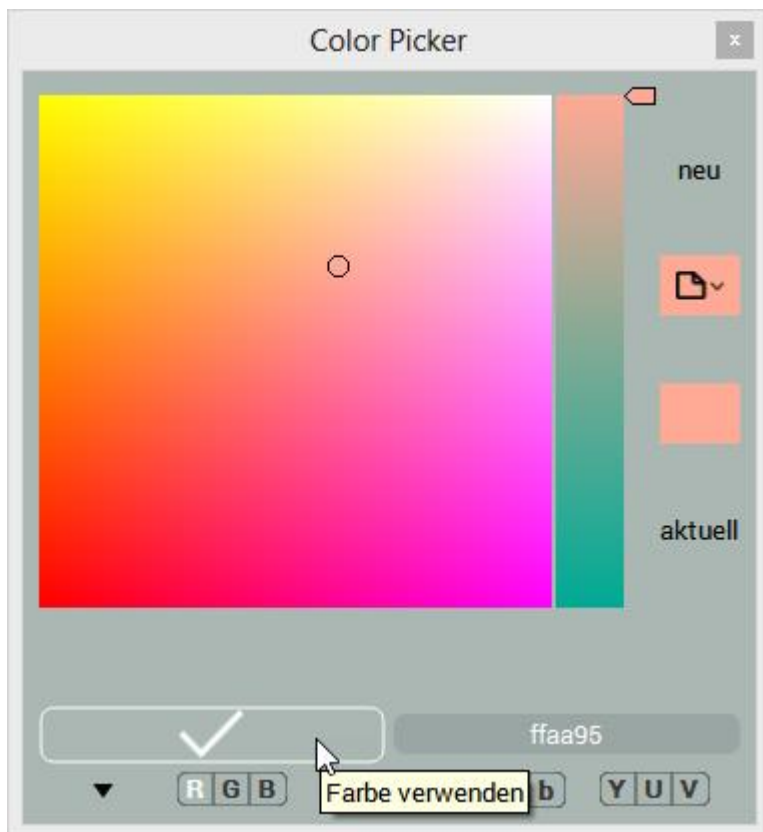 Color Picker
x
neu
aktuell
ffaa95
R G B
b
Y U V
Farbe verwenden